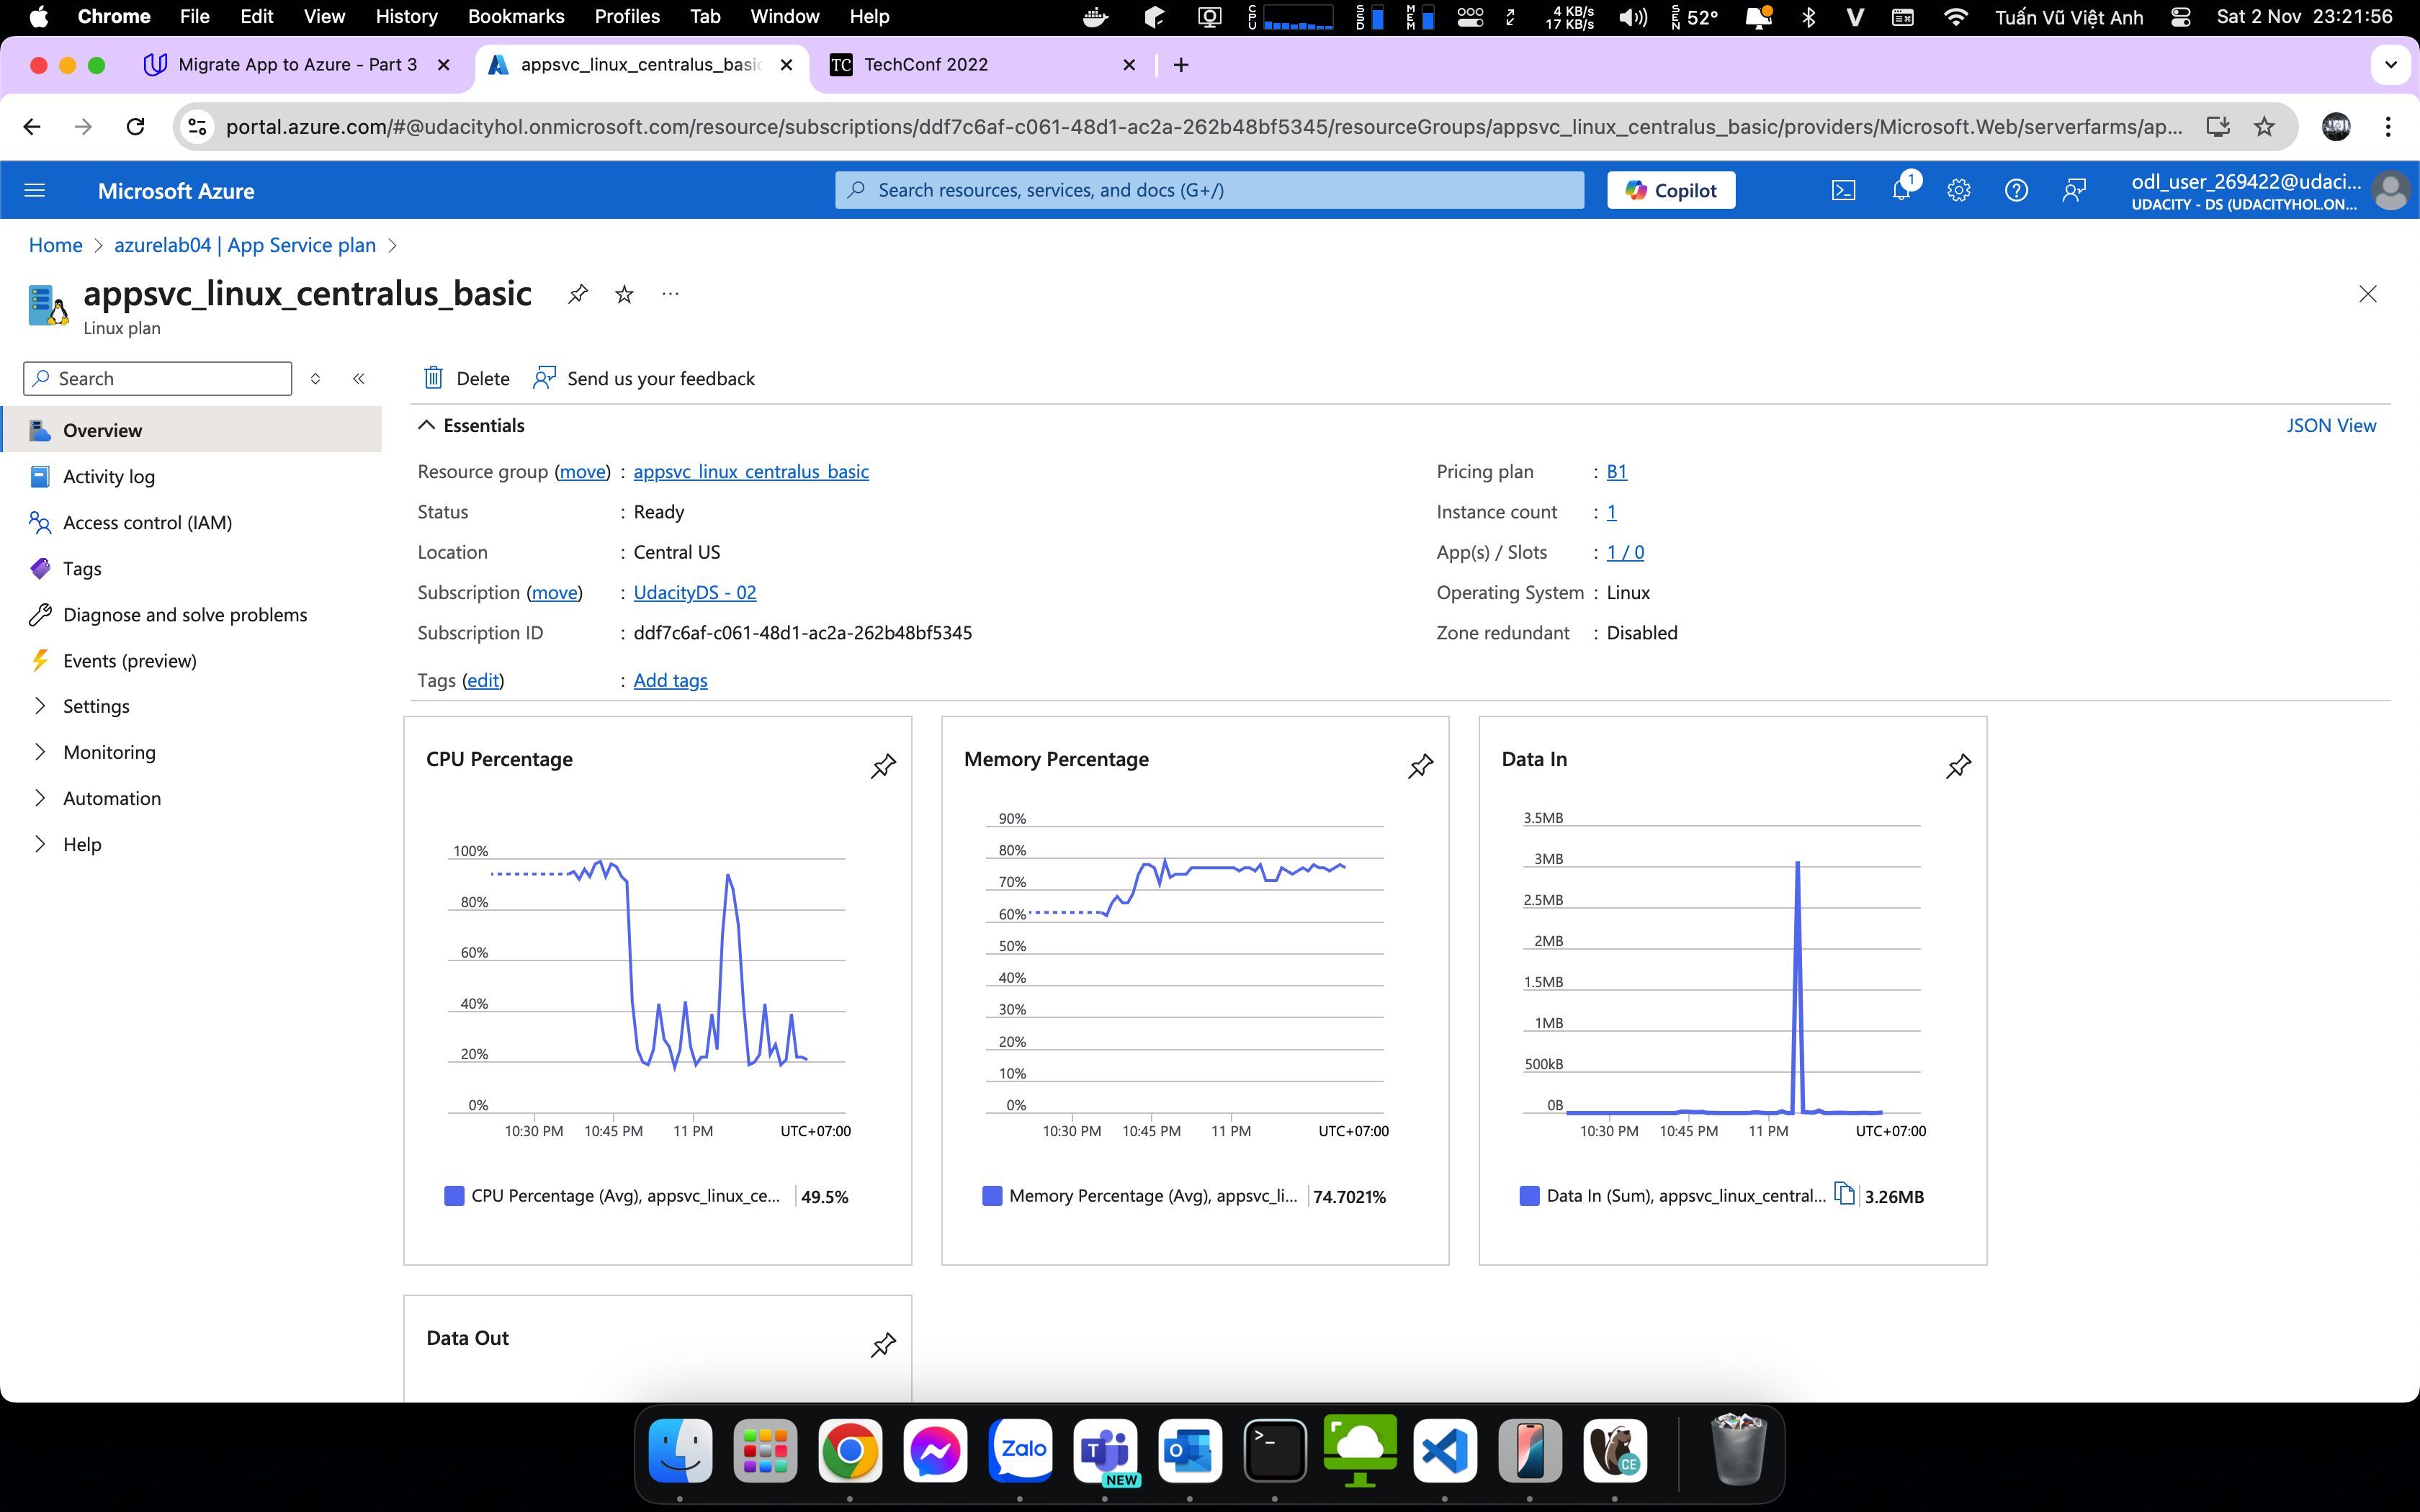 Chrome File Edit View History Bookmarks Profiles Tab Window Help
CPU SSD MEM 4 KB/s 17 KB/s SEN 52° V Tuấn Vũ Việt Anh Sat 2 Nov 23:21:56
Migrate App to Azure - Part 3
appsvc_linux_centralus_basic
TC TechConf 2022
portal.azure.com/#@udacityhol.onmicrosoft.com/resource/subscriptions/ddf7c6af-c061-48d1-ac2a-262b48bf5345/resourceGroups/appsvc_linux_centralus_basic/providers/Microsoft.Web/serverfarms/ap...
Microsoft Azure
Search resources, services, and docs (G+/)
Copilot
1
odl_user_269422@udaci...
UDACITY - DS (UDACITYHOL.ON...
Home > azurelab04 | App Service plan >
appsvc_linux_centralus_basic
...
Linux plan
Search
Delete
Send us your feedback
Overview
Activity log
Access control (IAM)
Tags
Diagnose and solve problems
Events (preview)
Settings
Monitoring
Automation
Help
Essentials
JSON View
Resource group (move) : appsvc_linux_centralus_basic
Status : Ready
Location : Central US
Subscription (move) : UdacityDS - 02
Subscription ID : ddf7c6af-c061-48d1-ac2a-262b48bf5345
Tags (edit) : Add tags
Pricing plan : B1
Instance count : 1
App(s) / Slots : 1 / 0
Operating System : Linux
Zone redundant : Disabled
CPU Percentage
100%
80%
60%
40%
20%
0%
10:30 PM 10:45 PM 11 PM UTC+07:00
CPU Percentage (Avg), appsvc_linux_ce... 49.5%
Memory Percentage
90%
80%
70%
60%
50%
40%
30%
20%
10%
0%
10:30 PM 10:45 PM 11 PM UTC+07:00
Memory Percentage (Avg), appsvc_li... 74.7021%
Data In
3.5MB
3MB
2.5MB
2MB
1.5MB
1MB
500kB
0B
10:30 PM 10:45 PM 11 PM UTC+07:00
Data In (Sum), appsvc_linux_central... 3.26MB
Data Out
Zalo
T
NEW
O
>_
CE